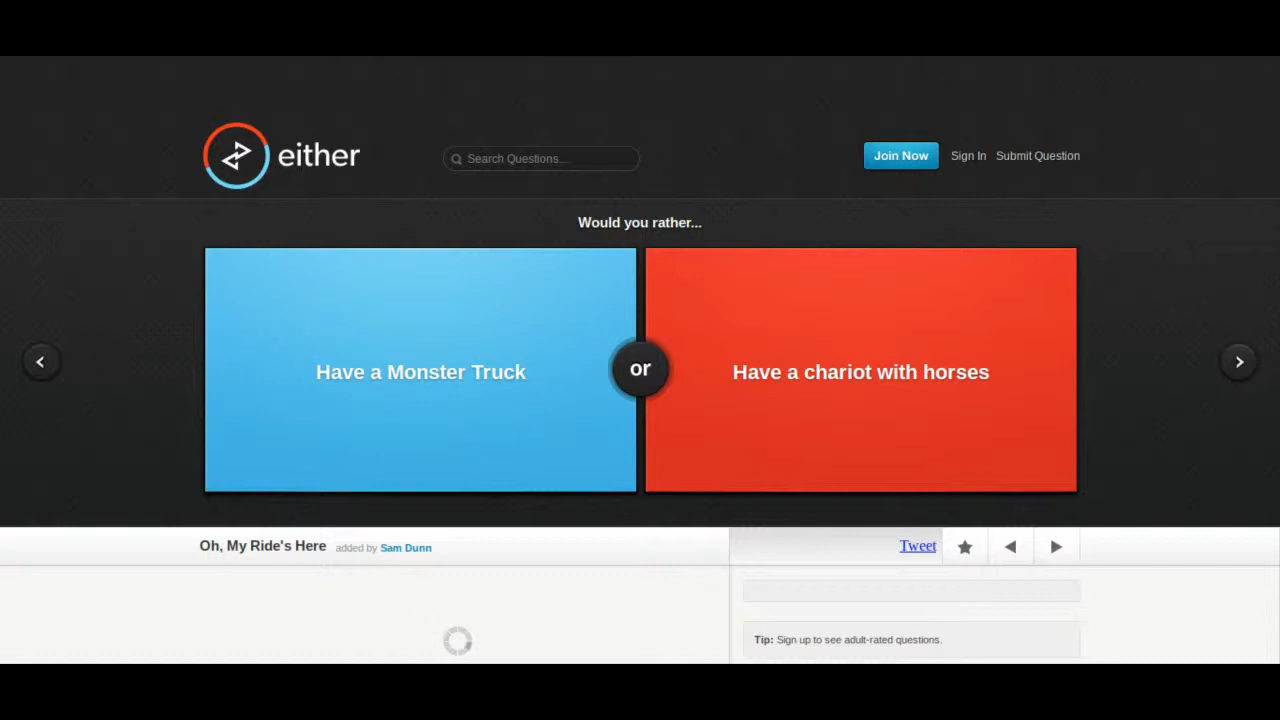 either
Search Questions...
Join Now
Sign In
Submit Question
Would you rather...
Have a Monster Truck
or
Have a chariot with horses
Oh, My Ride's Here
added by Sam Dunn
Tweet
Tip: Sign up to see adult-rated questions.